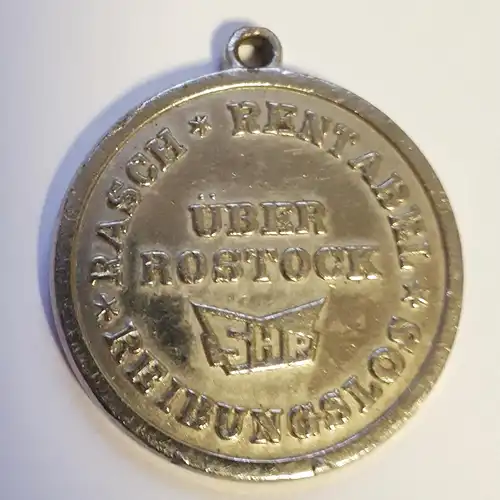 RASCH * RENTABEL * REIBUNGSLOS *
ÜBER
ROSTOCK
SHR